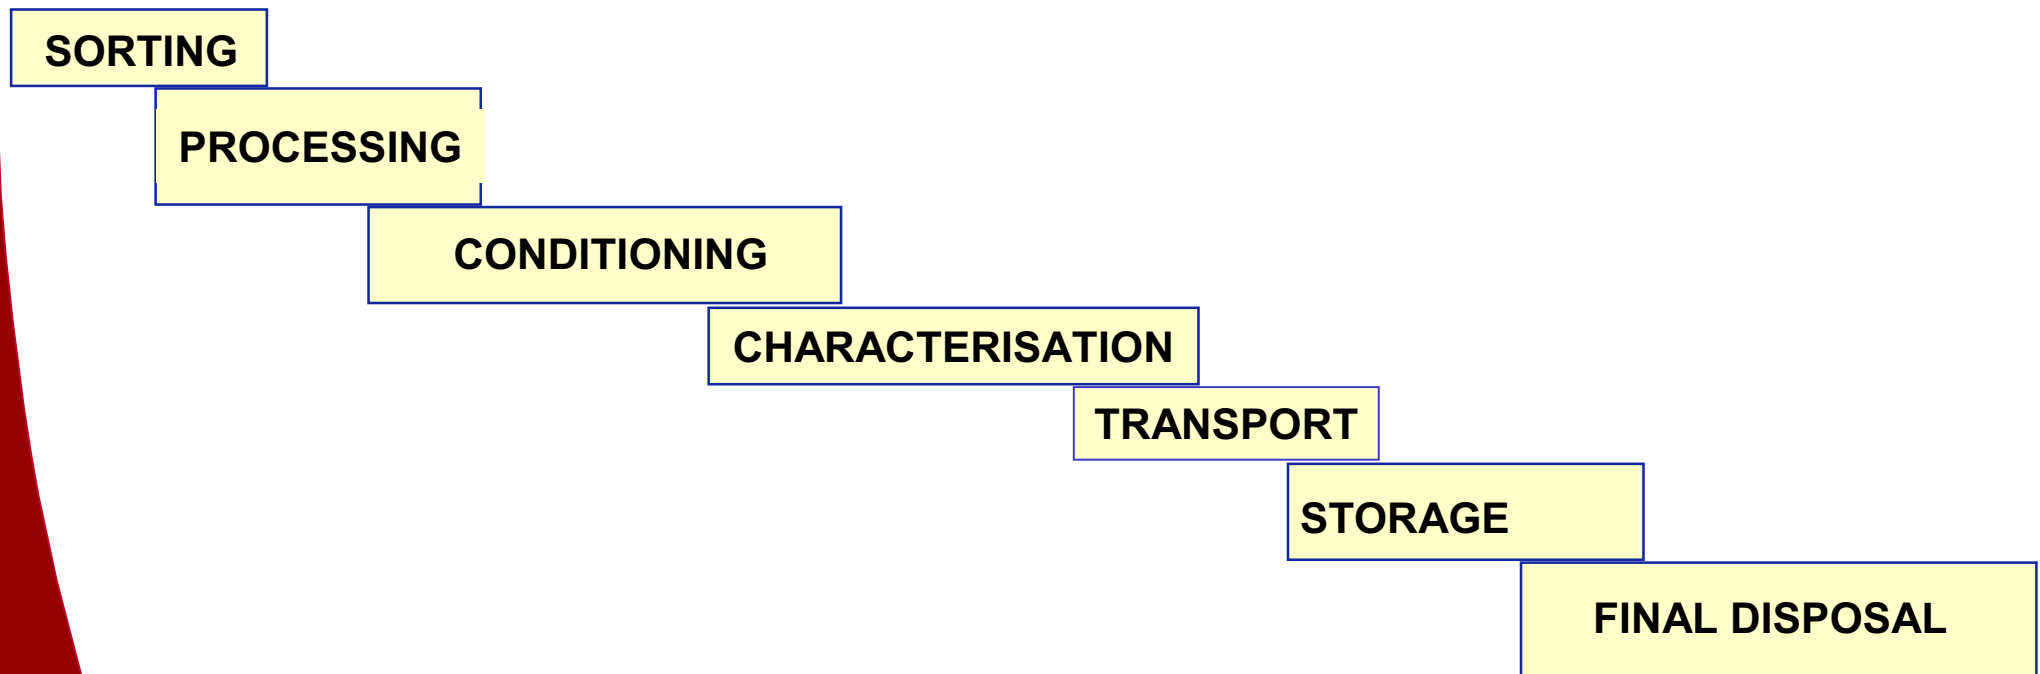 SORTING
PROCESSING
CONDITIONING
CHARACTERISATION
TRANSPORT
STORAGE
FINAL DISPOSAL